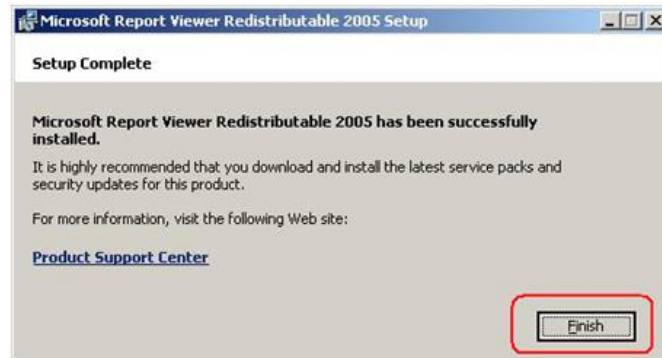 Microsoft Report Viewer Redistributable 2005 Setup
Setup Complete
Microsoft Report Viewer Redistributable 2005 has been successfully
installed.
It is highly recommended that you download and install the latest service packs and
security updates for this product.
For more information, visit the following Web site:
Product Support Center
Finish